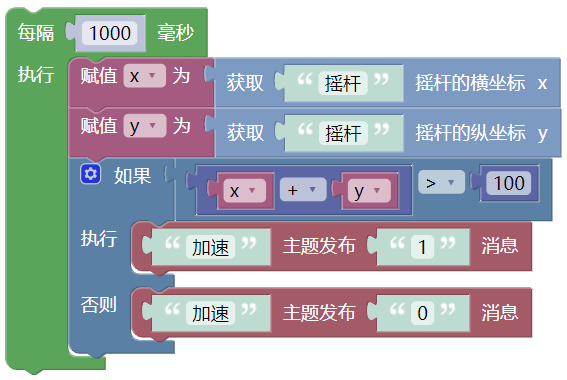 每隔 1000 毫秒
执行 赋值 x 为 获取 “ 摇杆 ” 摇杆的横坐标 x
赋值 y 为 获取 “ 摇杆 ” 摇杆的纵坐标 y
如果 x + y > 100
执行 “ 加速 ” 主题发布 “ 1 ” 消息
否则 “ 加速 ” 主题发布 “ 0 ” 消息